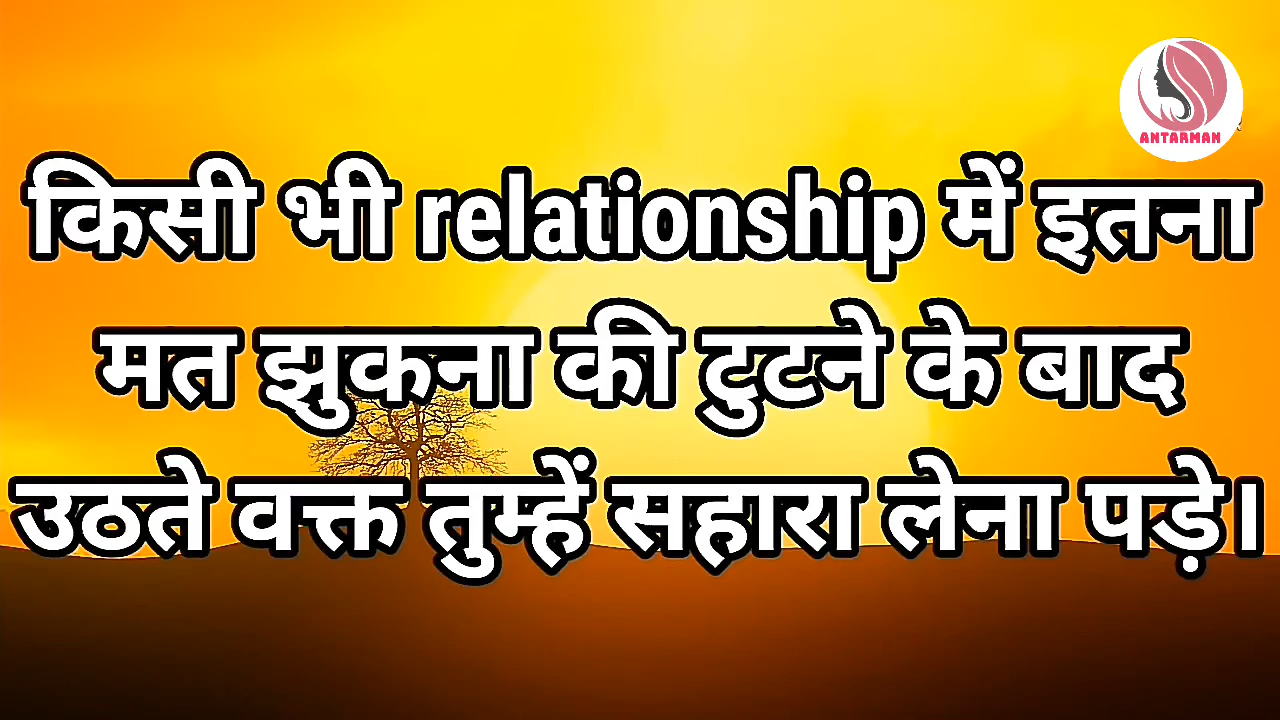 ANTARMAN
किसी भी relationship में इतना
मत झुकना की टुटने के बाद
उठते वक्त तुम्हें सहारा लेना पड़े।